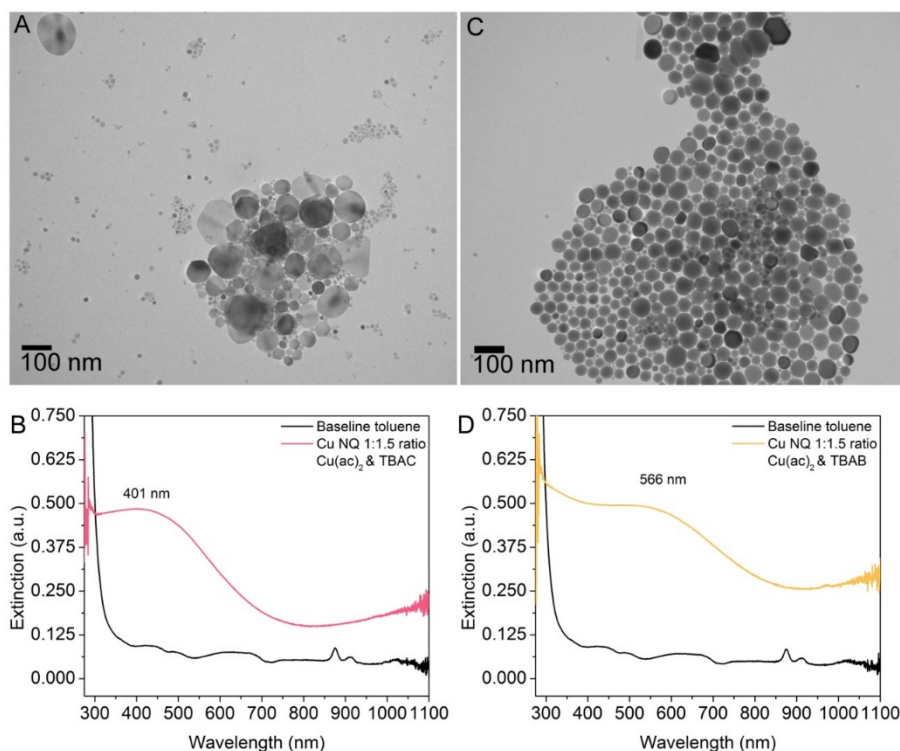 A
100 nm
C
100 nm
B
0.750
0.625
0.500
0.375
0.250
0.125
0.000
Extinction (a.u.)
Baseline toluene
Cu NQ 1:1.5 ratio
Cu(ac)₂ & TBAC
401 nm
300 400 500 600 700 800 900 1000 1100
Wavelength (nm)
D
0.750
0.625
0.500
0.375
0.250
0.125
0.000
Extinction (a.u.)
Baseline toluene
Cu NQ 1:1.5 ratio
Cu(ac)₂ & TBAB
566 nm
300 400 500 600 700 800 900 1000 1100
Wavelength (nm)